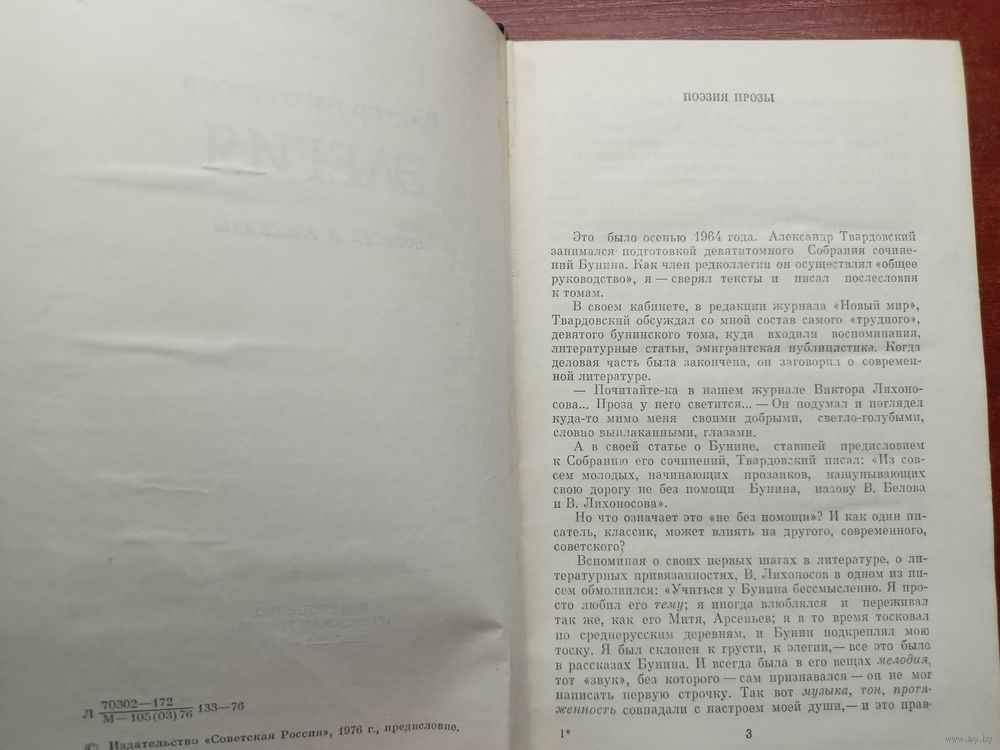 Л 70302—172
М—105(03)76 133—76
© Издательство «Советская Россия», 1976 г., предисловие.
ПОЭЗИЯ ПРОЗЫ
Это было осенью 1964 года. Александр Твардовский
занимался подготовкой девятитомного Собрания сочине-
ний Бунина. Как член редколлегии он осуществлял «общее
руководство», я — сверял тексты и писал послесловия
к томам.
В своем кабинете, в редакции журнала «Новый мир»,
Твардовский обсуждал со мной состав самого «трудного»,
девятого бунинского тома, куда входили воспоминания,
литературные статьи, эмигрантская публицистика. Когда
деловая часть была закончена, он заговорил о современ-
ной литературе.
— Почитайте-ка в нашем журнале Виктора Лихоно-
сова... Проза у него светится... — Он подумал и поглядел
куда-то мимо меня своими добрыми, светло-голубыми,
словно выплаканными, глазами.
А в своей статье о Бунине, ставшей предисловием
к Собранию его сочинений, Твардовский писал: «Из сов-
сем молодых, начинающих прозаиков, нащупывающих
свою дорогу не без помощи Бунина, назову В. Белова
и В. Лихоносова».
Но что означает это «не без помощи»? И как один пи-
сатель, классик, может влиять на другого, современного,
советского?
Вспоминая о своих первых шагах в литературе, о ли-
тературных привязанностях, В. Лихоносов в одном из пи-
сем обмолвился: «Учиться у Бунина бессмысленно. Я про-
сто любил его тему; я иногда влюблялся и переживал
так же, как его Митя, Арсеньев; я в то время тосковал
по среднерусским деревням, и Бунин подкреплял мою
тоску. Я был склонен к грусти, к элегии,— все это было
в рассказах Бунина. И всегда была в его вещах мелодия,
тот «звук», без которого — сам признавался — он не мог
написать первую строчку. Так вот музыка, тон, протя-
женность совпадали с настроем моей души,— и это прав-
1*
3
www.ay.by